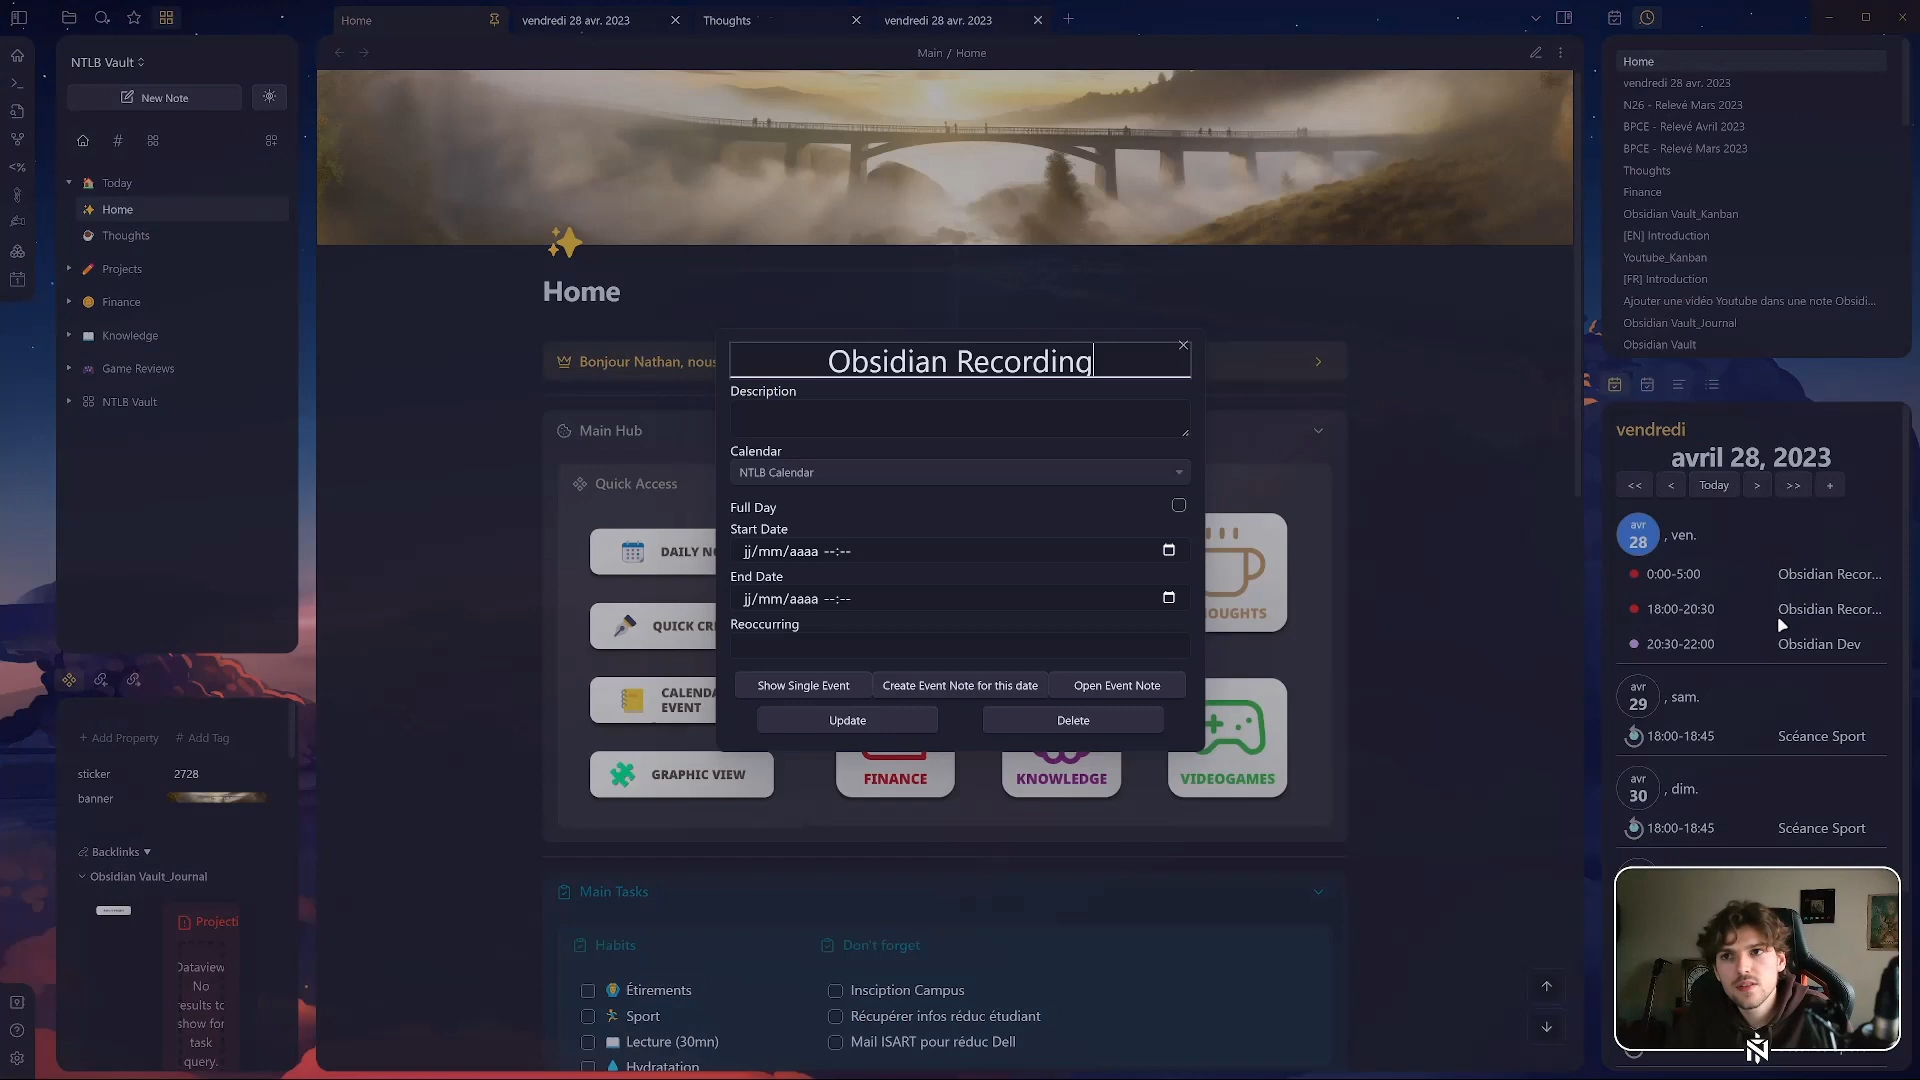 Home
vendredi 28 avr. 2023
Thoughts
vendredi 28 avr. 2023
NTLB Vault
New Note
#
Today
Home
Thoughts
Projects
Finance
Knowledge
Game Reviews
NTLB Vault
+ Add Property
# Add Tag
sticker
2728
banner
Backlinks
Obsidian Vault_Journal
Projecti
Dataview
No
results to
show for
task
query.
Main / Home
Home
Bonjour Nathan, nous
Main Hub
Quick Access
DAILY N
QUICK CR
CALENDA
EVENT
GRAPHIC VIEW
FINANCE
KNOWLEDGE
OUGHTS
VIDEOGAMES
Obsidian Recording
Description
Calendar
NTLB Calendar
Full Day
Start Date
jj/mm/aaaa --:--
End Date
jj/mm/aaaa --:--
Reoccurring
Show Single Event
Create Event Note for this date
Open Event Note
Update
Delete
Main Tasks
Habits
Étirements
Sport
Lecture (30mn)
Hydratation
Don't forget
Insciption Campus
Récupérer infos réduc étudiant
Mail ISART pour réduc Dell
Home
vendredi 28 avr. 2023
N26 - Relevé Mars 2023
BPCE - Relevé Avril 2023
BPCE - Relevé Mars 2023
Thoughts
Finance
Obsidian Vault_Kanban
[EN] Introduction
Youtube_Kanban
[FR] Introduction
Ajouter une vidéo Youtube dans une note Obsidi...
Obsidian Vault_Journal
Obsidian Vault
vendredi
avril 28, 2023
<<
<
Today
>
>>
+
avr
28
, ven.
0:00-5:00
Obsidian Recor...
18:00-20:30
Obsidian Recor...
20:30-22:00
Obsidian Dev
avr
29
, sam.
18:00-18:45
Scéance Sport
avr
30
, dim.
18:00-18:45
Scéance Sport